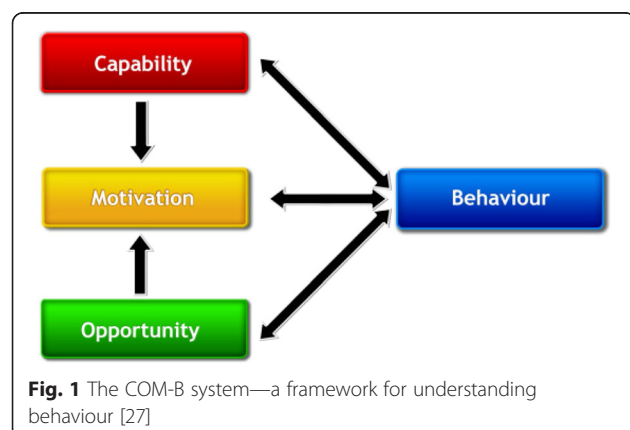 Capability
Motivation
Behaviour
Opportunity
Fig. 1 The COM-B system—a framework for understanding
behaviour [27]